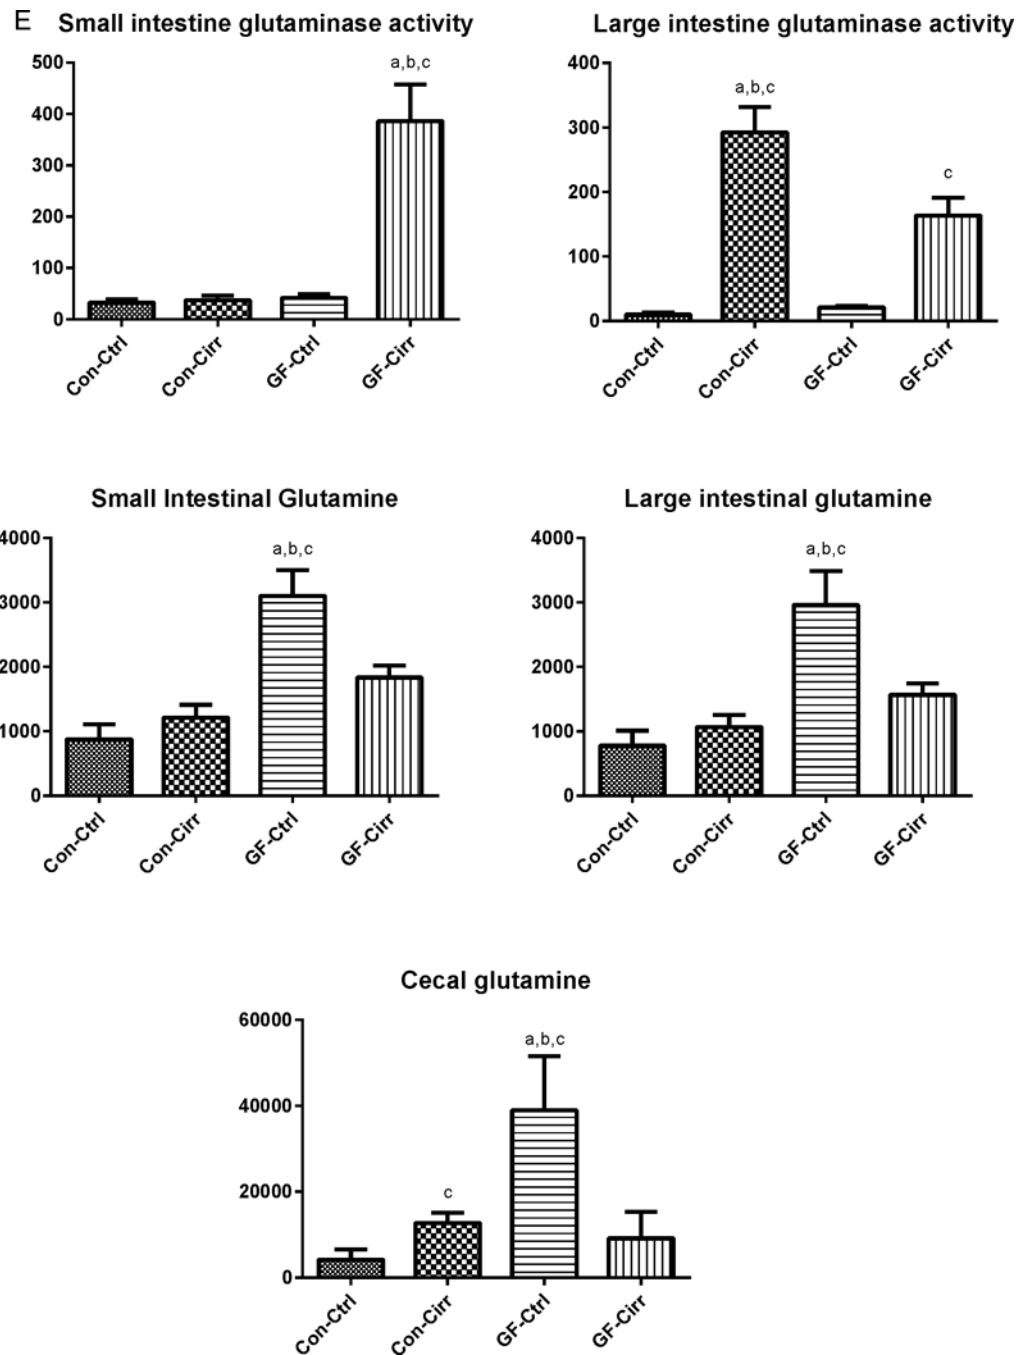 E Small intestine glutaminase activity
Large intestine glutaminase activity
500
400
300
200
100
0
a,b,c
Con-Ctrl
Con-Cirr
GF-Ctrl
GF-Cirr
400
300
200
100
0
a,b,c
c
Con-Ctrl
Con-Cirr
GF-Ctrl
GF-Cirr
Small Intestinal Glutamine
4000
3000
2000
1000
0
a,b,c
Con-Ctrl
Con-Cirr
GF-Ctrl
GF-Cirr
Large intestinal glutamine
4000
3000
2000
1000
0
a,b,c
Con-Ctrl
Con-Cirr
GF-Ctrl
GF-Cirr
Cecal glutamine
60000
40000
20000
0
c
a,b,c
Con-Ctrl
Con-Cirr
GF-Ctrl
GF-Cirr